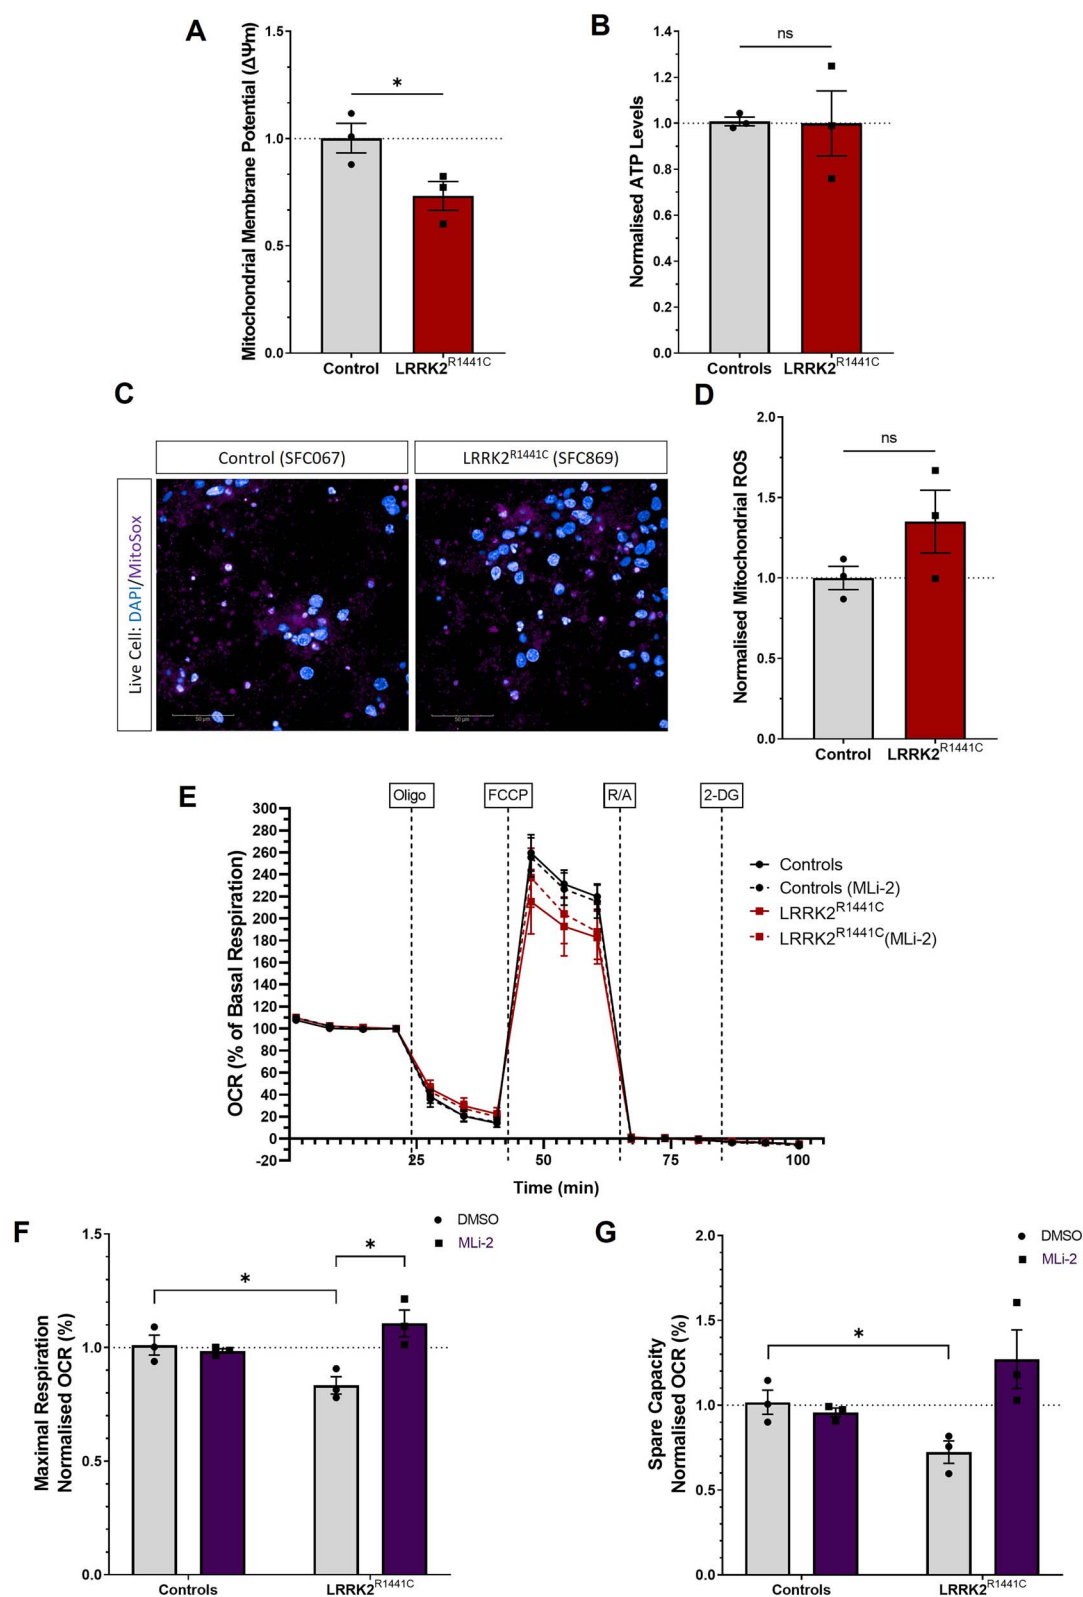 A
Mitochondrial Membrane Potential (ΔΨm)
1.5
1.0
0.5
0.0
*
Control
LRRK2R1441C
B
Normalised ATP Levels
1.4
1.2
1.0
0.8
0.6
0.4
0.2
0.0
ns
Controls
LRRK2R1441C
C
Control (SFC067)
LRRK2R1441C (SFC869)
Live Cell: DAPI/MitoSox
50 µm
50 µm
D
Normalised Mitochondrial ROS
2.0
1.5
1.0
0.5
0.0
ns
Control
LRRK2R1441C
E
Oligo
FCCP
R/A
2-DG
OCR (% of Basal Respiration)
300
280
260
240
220
200
180
160
140
120
100
80
60
40
20
0
-20
25
50
75
100
Time (min)
Controls
Controls (MLi-2)
LRRK2R1441C
LRRK2R1441C(MLi-2)
F
Maximal Respiration
Normalised OCR (%)
1.5
1.0
0.5
0.0
*
*
DMSO
MLi-2
Controls
LRRK2R1441C
G
Spare Capacity
Normalised OCR (%)
2.0
1.5
1.0
0.5
0.0
*
DMSO
MLi-2
Controls
LRRK2R1441C